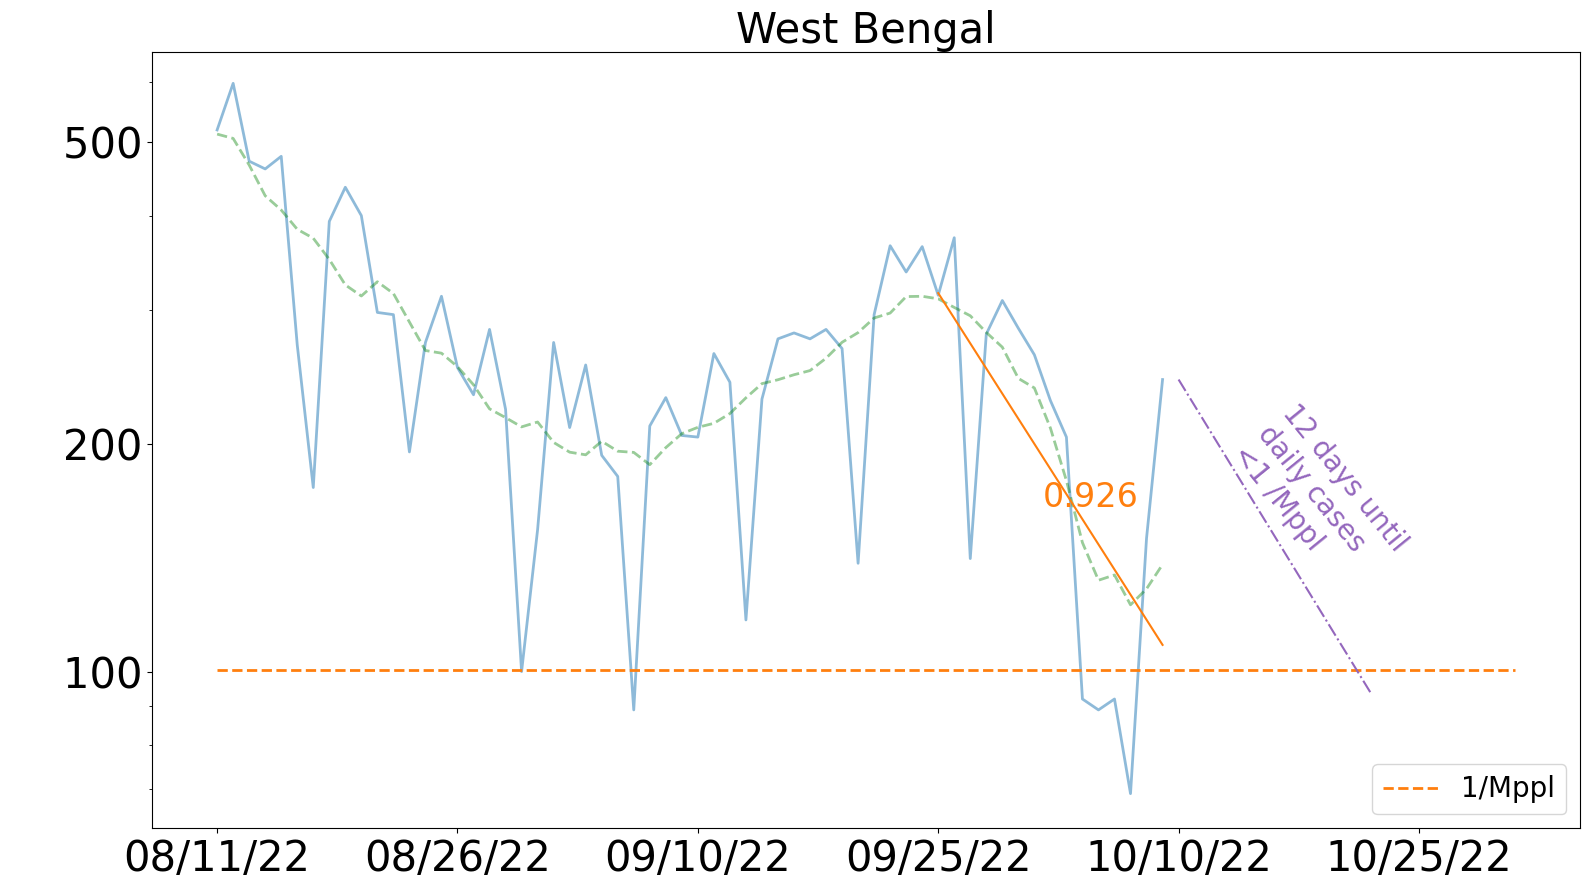 West Bengal
500
200
100
0.926
12 days until
daily cases
<1 /Mppl
1/Mppl
08/11/22
08/26/22
09/10/22
09/25/22
10/10/22
10/25/22